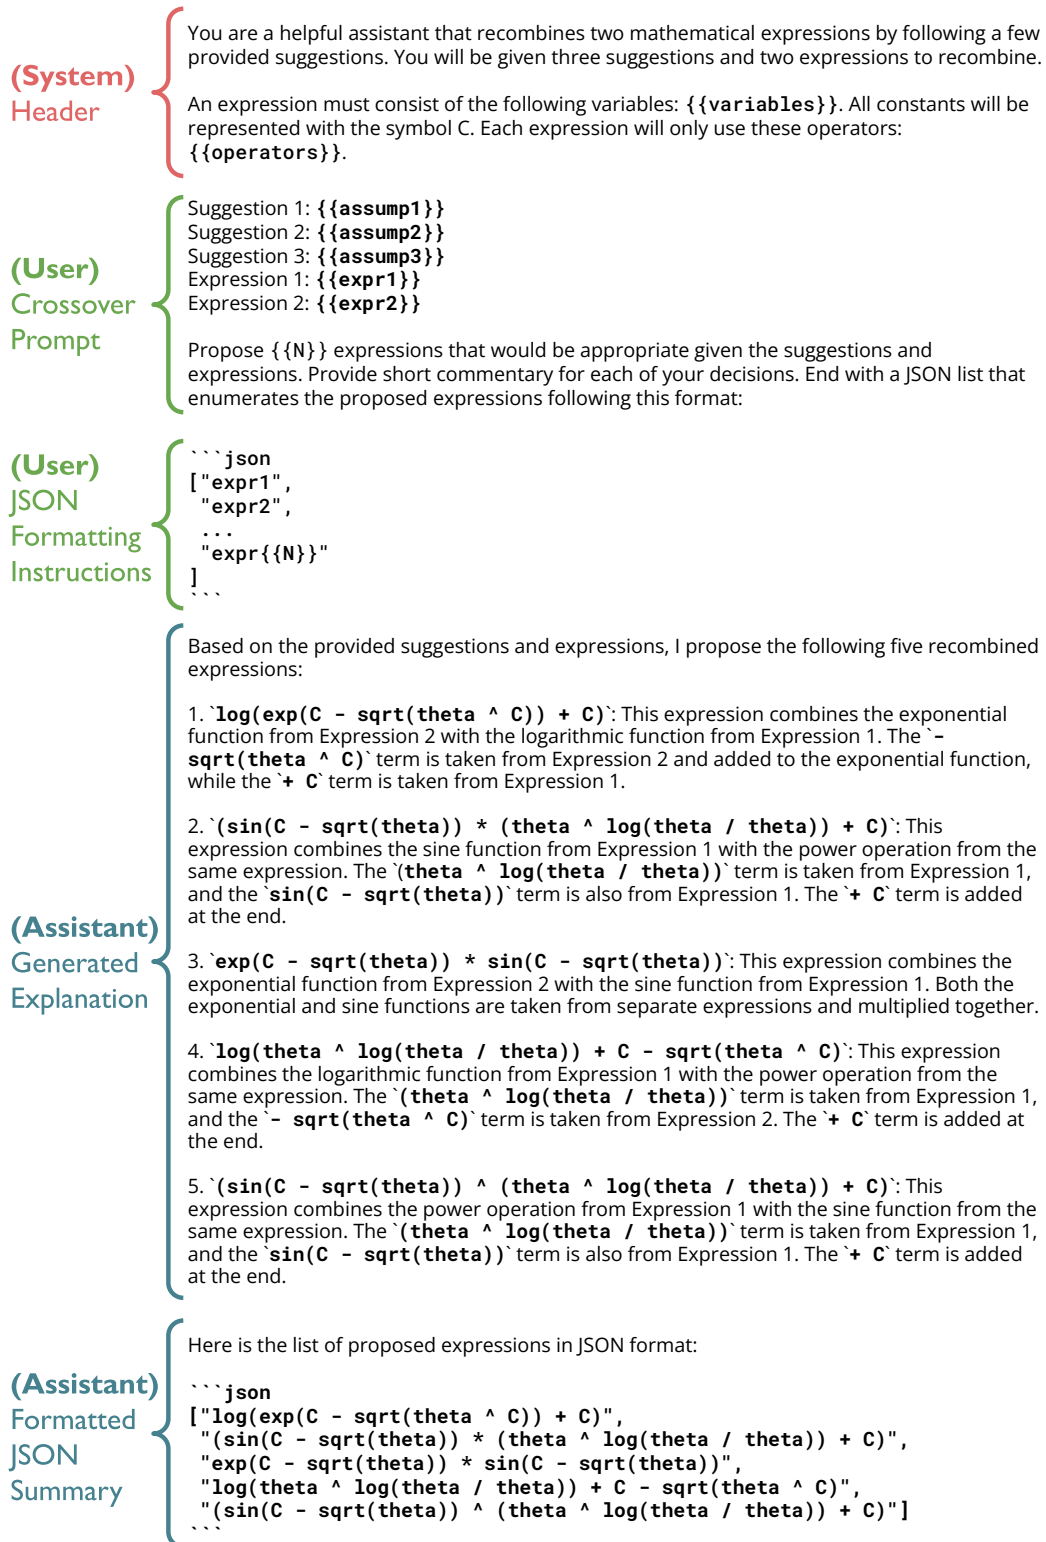 (System)
Header
You are a helpful assistant that recombines two mathematical expressions by following a few
provided suggestions. You will be given three suggestions and two expressions to recombine.
An expression must consist of the following variables: {{variables}}. All constants will be
represented with the symbol C. Each expression will only use these operators:
{{operators}}.
(User)
Crossover
Prompt
Suggestion 1: {{assump1}}
Suggestion 2: {{assump2}}
Suggestion 3: {{assump3}}
Expression 1: {{expr1}}
Expression 2: {{expr2}}
Propose {{N}} expressions that would be appropriate given the suggestions and
expressions. Provide short commentary for each of your decisions. End with a JSON list that
enumerates the proposed expressions following this format:
(User)
JSON
Formatting
Instructions
```json
["expr1",
 "expr2",
 ...
 "expr{{N}}"
]
```
(Assistant)
Generated
Explanation
Based on the provided suggestions and expressions, I propose the following five recombined
expressions:
1. `log(exp(C - sqrt(theta ^ C)) + C)`: This expression combines the exponential
function from Expression 2 with the logarithmic function from Expression 1. The `-
sqrt(theta ^ C)` term is taken from Expression 2 and added to the exponential function,
while the `+ C` term is taken from Expression 1.
2. `(sin(C - sqrt(theta)) * (theta ^ log(theta / theta)) + C)`: This
expression combines the sine function from Expression 1 with the power operation from the
same expression. The `(theta ^ log(theta / theta))` term is taken from Expression 1,
and the `sin(C - sqrt(theta))` term is also from Expression 1. The `+ C` term is added
at the end.
3. `exp(C - sqrt(theta)) * sin(C - sqrt(theta))`: This expression combines the
exponential function from Expression 2 with the sine function from Expression 1. Both the
exponential and sine functions are taken from separate expressions and multiplied together.
4. `log(theta ^ log(theta / theta)) + C - sqrt(theta ^ C)`: This expression
combines the logarithmic function from Expression 1 with the power operation from the
same expression. The `(theta ^ log(theta / theta))` term is taken from Expression 1,
and the `- sqrt(theta ^ C)` term is taken from Expression 2. The `+ C` term is added at
the end.
5. `(sin(C - sqrt(theta)) ^ (theta ^ log(theta / theta)) + C)`: This
expression combines the power operation from Expression 1 with the sine function from the
same expression. The `(theta ^ log(theta / theta))` term is taken from Expression 1,
and the `sin(C - sqrt(theta))` term is also from Expression 1. The `+ C` term is added
at the end.
(Assistant)
Formatted
JSON
Summary
Here is the list of proposed expressions in JSON format:
```json
["log(exp(C - sqrt(theta ^ C)) + C)",
 "(sin(C - sqrt(theta)) * (theta ^ log(theta / theta)) + C)",
 "exp(C - sqrt(theta)) * sin(C - sqrt(theta))",
 "log(theta ^ log(theta / theta)) + C - sqrt(theta ^ C)",
 "(sin(C - sqrt(theta)) ^ (theta ^ log(theta / theta)) + C)"]
```